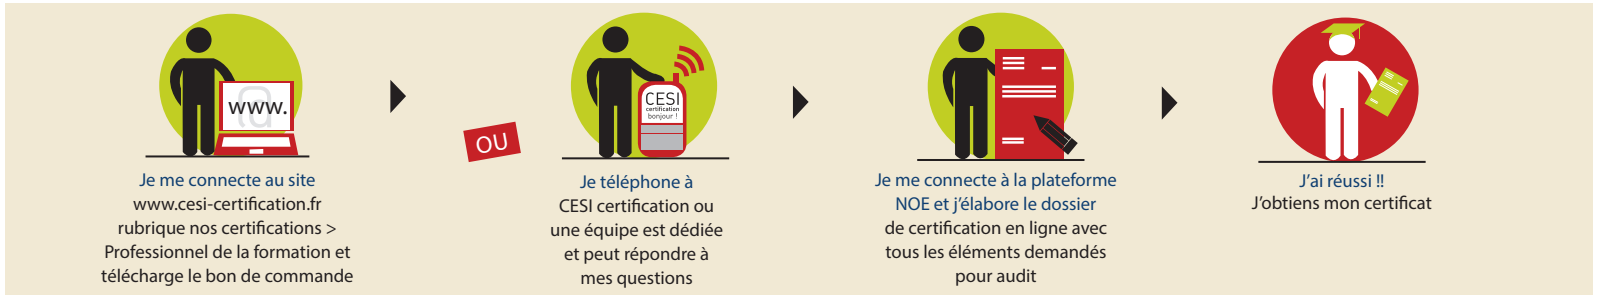 www.
Je me connecte au site
www.cesi-certification.fr
rubrique nos certifications >
Professionnel de la formation et
télécharge le bon de commande
OU
CESI
certification
bonjour !
Je téléphone à
CESI certification ou
une équipe est dédiée
et peut répondre à
mes questions
Je me connecte à la plateforme
NOE et j’élabore le dossier
de certification en ligne avec
tous les éléments demandés
pour audit
J’ai réussi !!
J’obtiens mon certificat